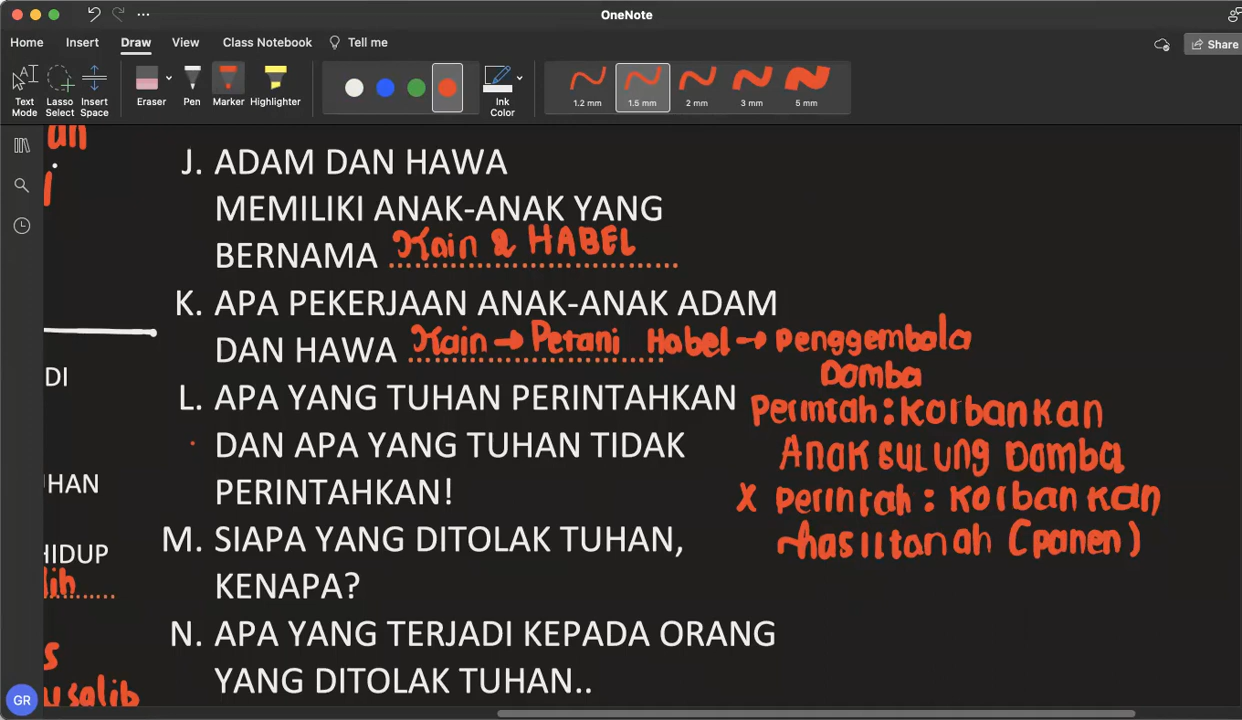 OneNote
Home Insert Draw View Class Notebook Tell me
Share
Text Mode
Lasso Select
Insert Space
Eraser
Pen
Marker
Highlighter
Ink Color
1.2 mm
1.5 mm
2 mm
3 mm
5 mm
J. ADAM DAN HAWA
MEMILIKI ANAK-ANAK YANG
BERNAMA Kain & HABEL
K. APA PEKERJAAN ANAK-ANAK ADAM
DAN HAWA Kain → Petani Habel → Penggembala
Domba
L. APA YANG TUHAN PERINTAHKAN
DAN APA YANG TUHAN TIDAK
PERINTAHKAN!
Perintah : Korbankan
Anak sulung Domba
X perintah : korbankan
hasil tanah (panen)
M. SIAPA YANG DITOLAK TUHAN,
KENAPA?
N. APA YANG TERJADI KEPADA ORANG
YANG DITOLAK TUHAN..
DI
HAN
HIDUP
salib
GR